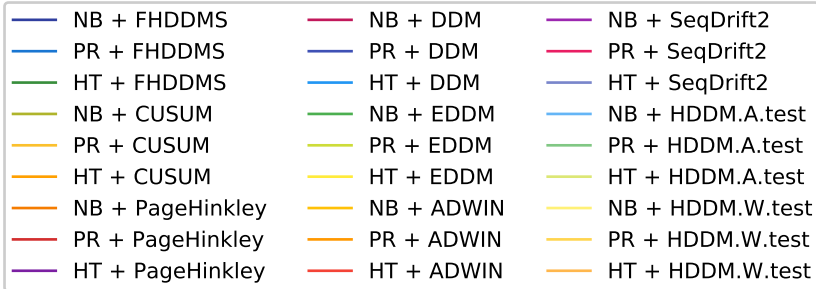 NB + FHDDMS
PR + FHDDMS
HT + FHDDMS
NB + CUSUM
PR + CUSUM
HT + CUSUM
NB + PageHinkley
PR + PageHinkley
HT + PageHinkley
NB + DDM
PR + DDM
HT + DDM
NB + EDDM
PR + EDDM
HT + EDDM
NB + ADWIN
PR + ADWIN
HT + ADWIN
NB + SeqDrift2
PR + SeqDrift2
HT + SeqDrift2
NB + HDDM.A.test
PR + HDDM.A.test
HT + HDDM.A.test
NB + HDDM.W.test
PR + HDDM.W.test
HT + HDDM.W.test